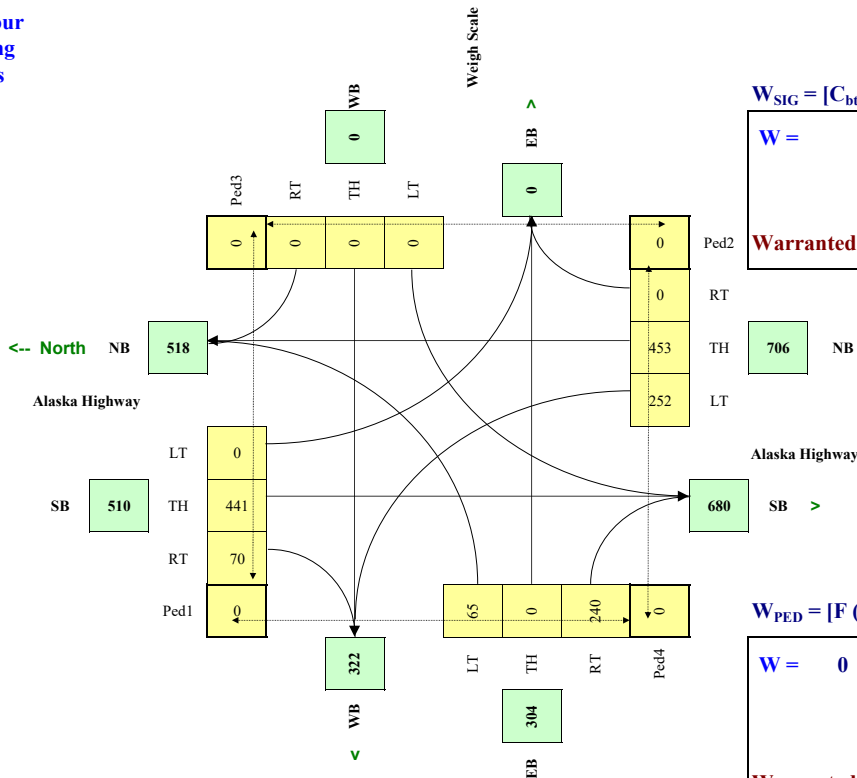 our
ng
s
Weigh Scale
WB
EB
^
W_SIG = [C_bt
W =
Warranted
0
0
Ped3
RT
TH
LT
0
0
0
0
0
Ped2
0
RT
<-- North
NB
518
453
TH
706
NB
Alaska Highway
252
LT
LT
0
Alaska Highway
SB
510
TH
441
680
SB
>
RT
70
Ped1
0
65
0
240
0
W_PED = [F (
322
LT
TH
RT
Ped4
W =
0
WB
304
v
EB